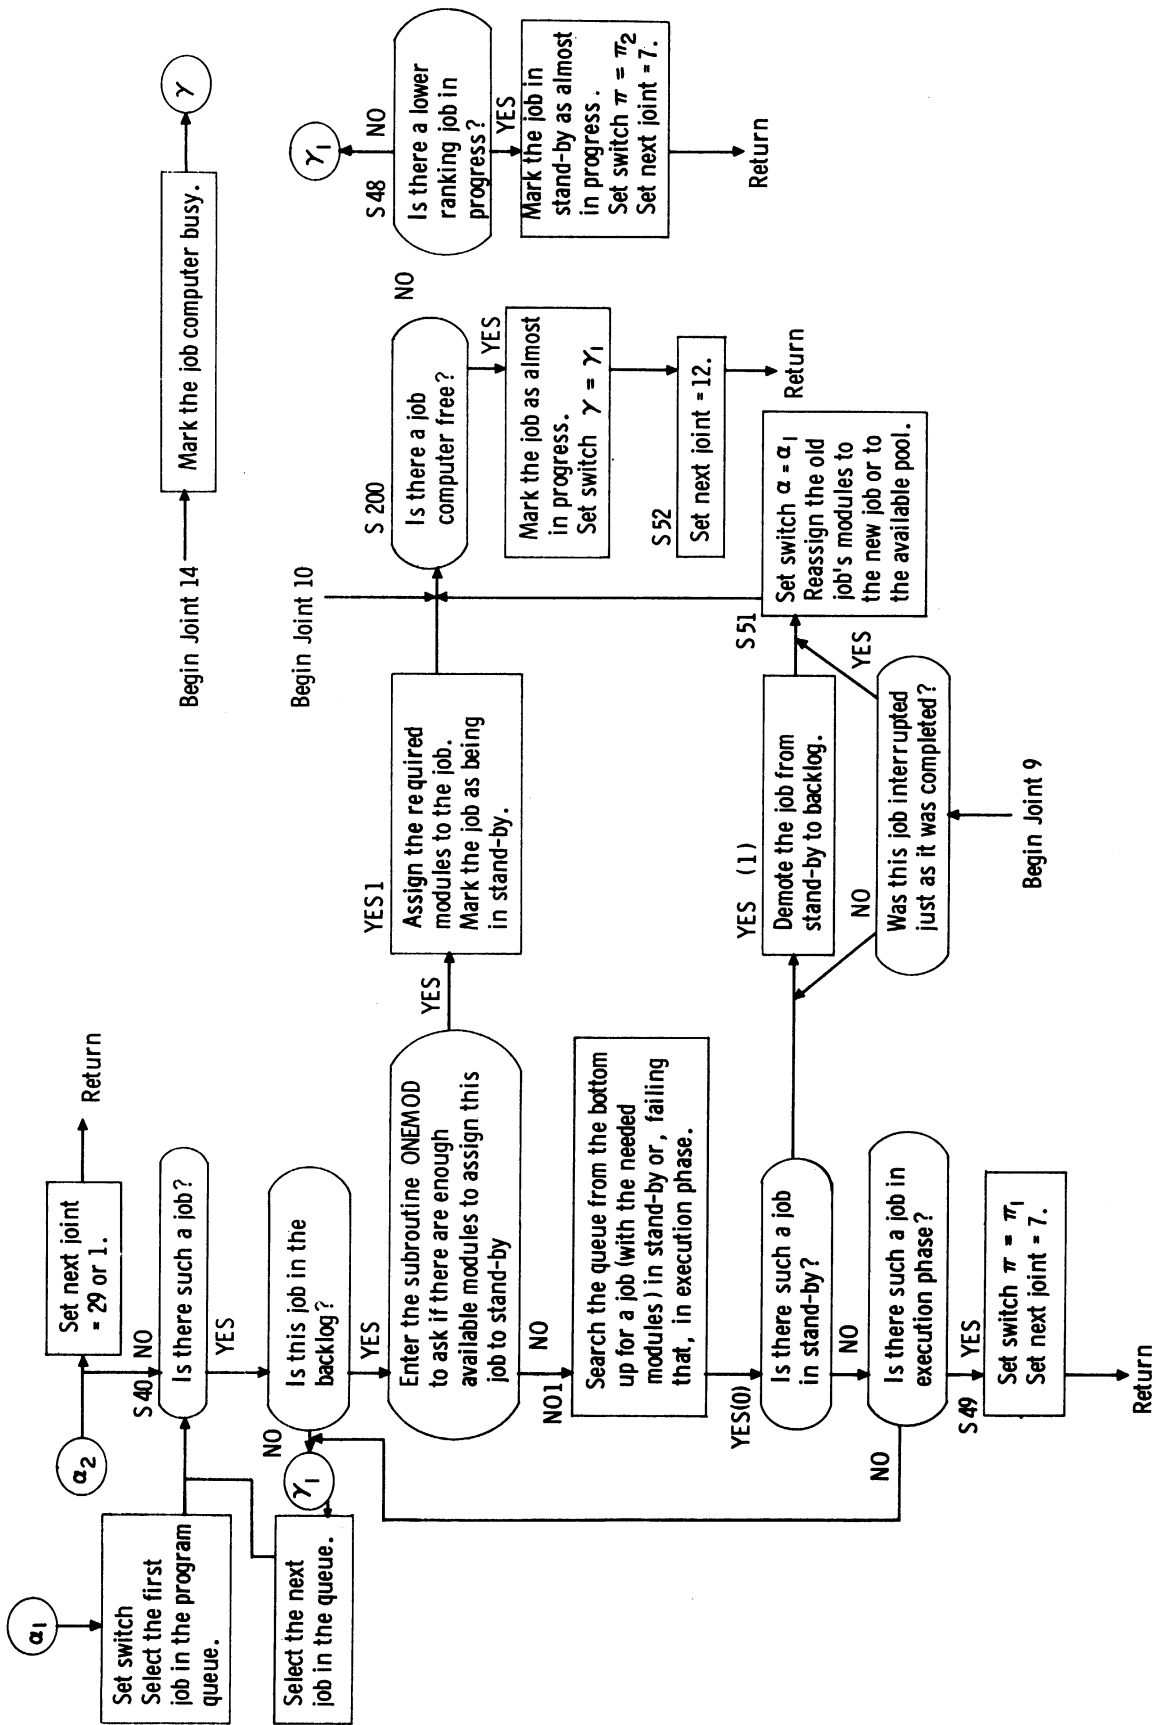 α1
Set switch
Select the first
job in the program
queue.
α2
Set next joint
= 29 or 1.
Return
S 40
NO
Is there such a job?
YES
Select the next
job in the queue.
γ1
NO
Is this job in the
backlog?
YES
Enter the subroutine ONEMOD
to ask if there are enough
available modules to assign this
job to stand-by
YES
NO
NO1
Search the queue from the bottom
up for a job (with the needed
modules) in stand-by or, failing
that, in execution phase.
YES(0)
Is there such a job
in stand-by?
NO
NO
Is there such a job in
execution phase?
S 49
YES
Set switch π = π1
Set next joint = 7.
Return
YES1
Assign the required
modules to the job.
Mark the job as being
in stand-by.
YES (1)
Demote the job from
stand-by to backlog.
NO
YES
Was this job interrupted
just as it was completed?
Begin Joint 9
Begin Joint 14
Mark the job computer busy.
γ
Begin Joint 10
S 200
Is there a job
computer free?
NO
YES
Mark the job as almost
in progress.
Set switch γ = γ1
S 52
Set next joint = 12.
Return
S 51
Set switch α = α1
Reassign the old
job's modules to
the new job or to
the available pool.
γ1
S 48
NO
Is there a lower
ranking job in
progress?
YES
Mark the job in
stand-by as almost
in progress.
Set switch π = π2
Set next joint = 7.
Return